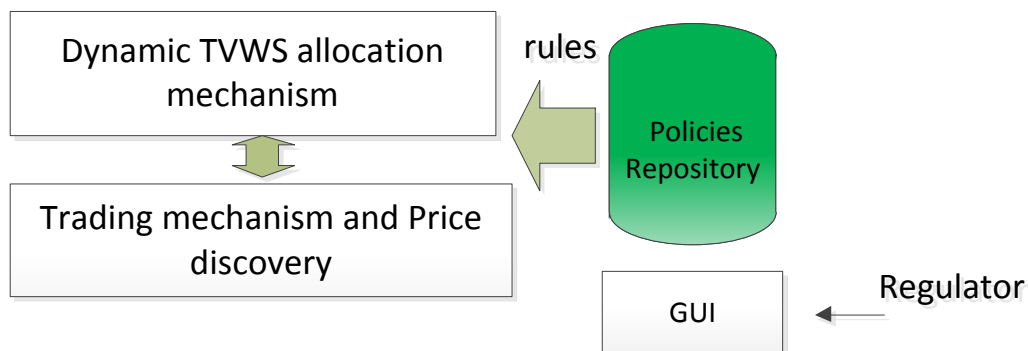 Dynamic TVWS allocation
mechanism
rules
Policies
Repository
Trading mechanism and Price
discovery
GUI
Regulator